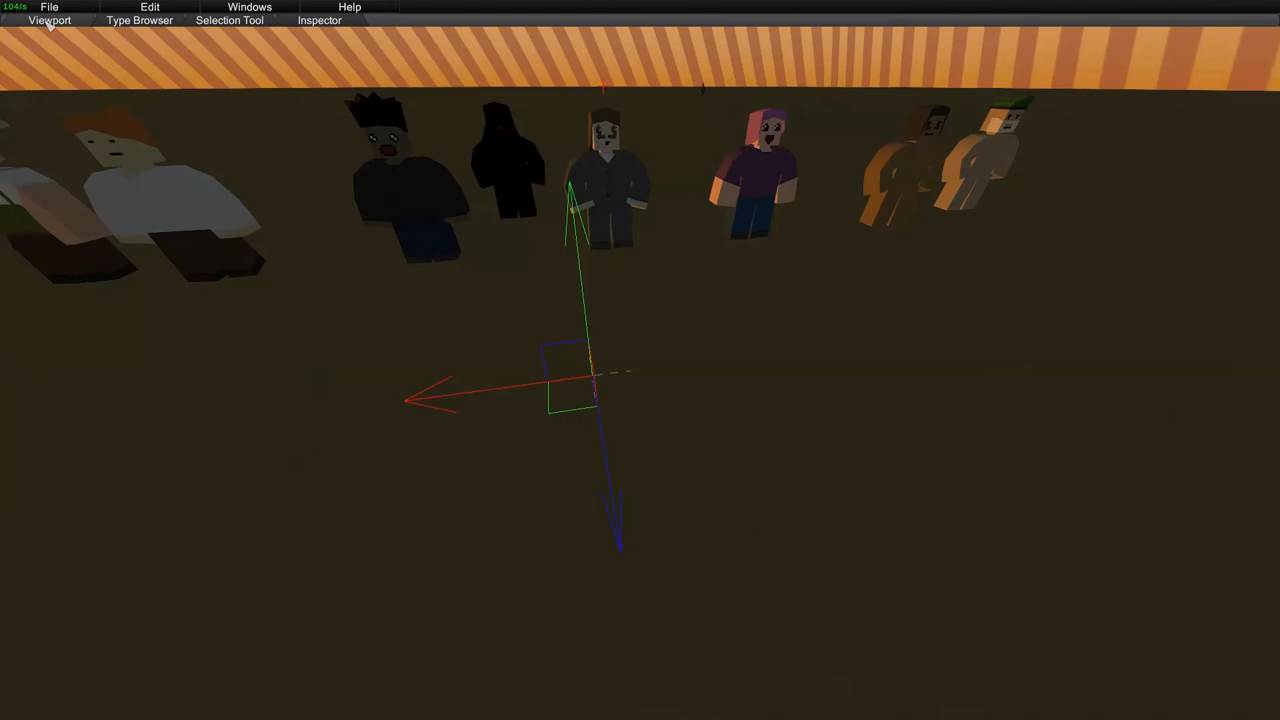 104/s File Edit Windows Help
Viewport Type Browser Selection Tool Inspector